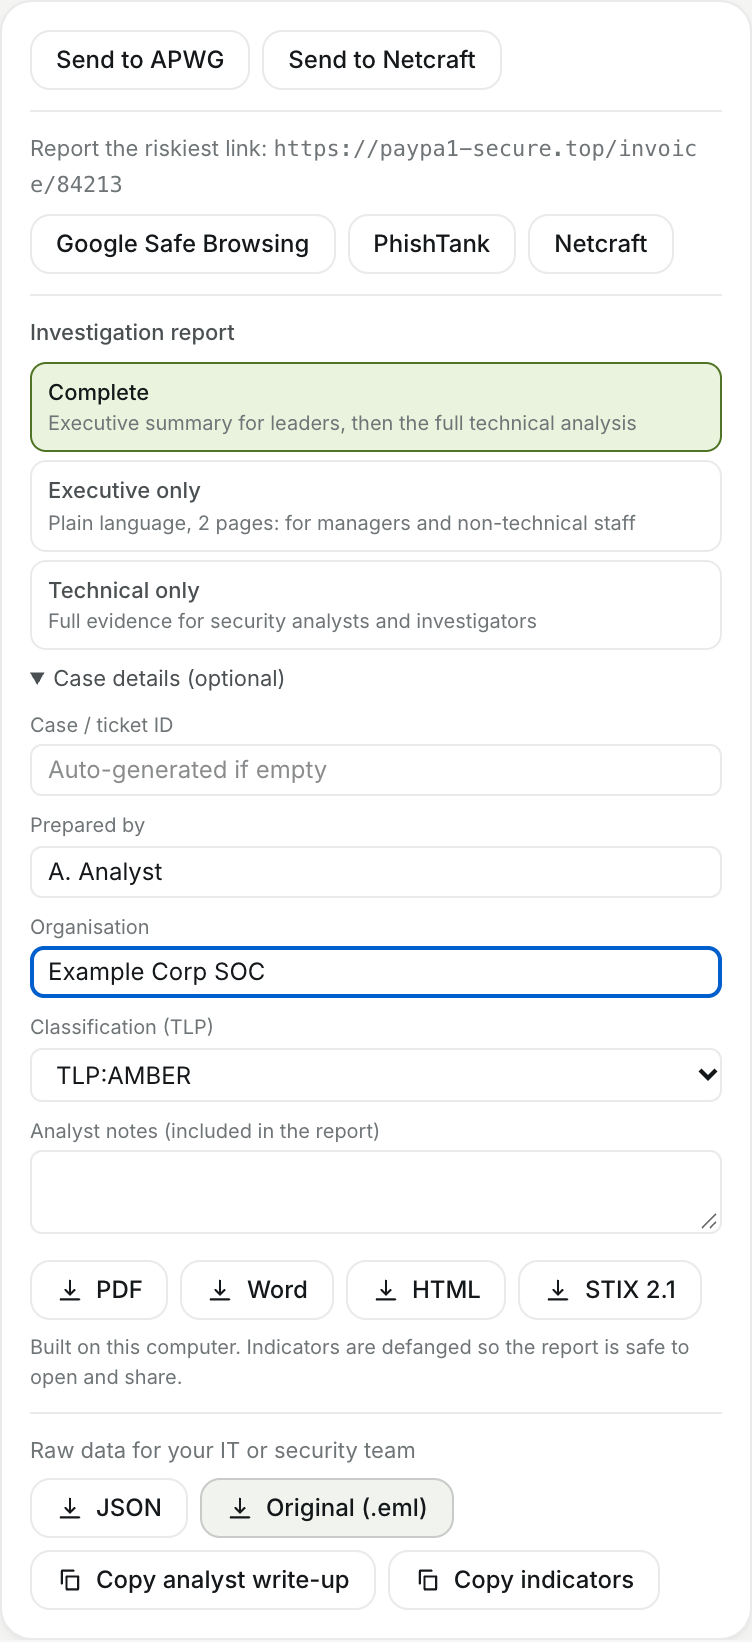 Send to APWG Send to Netcraft
Report the riskiest link: https://paypa1-secure.top/invoic
e/84213
Google Safe Browsing PhishTank Netcraft
Investigation report
Complete
Executive summary for leaders, then the full technical analysis
Executive only
Plain language, 2 pages: for managers and non-technical staff
Technical only
Full evidence for security analysts and investigators
▼ Case details (optional)
Case / ticket ID
Auto-generated if empty
Prepared by
A. Analyst
Organisation
Example Corp SOC
Classification (TLP)
TLP:AMBER
Analyst notes (included in the report)
PDF Word HTML STIX 2.1
Built on this computer. Indicators are defanged so the report is safe to
open and share.
Raw data for your IT or security team
JSON Original (.eml)
Copy analyst write-up Copy indicators